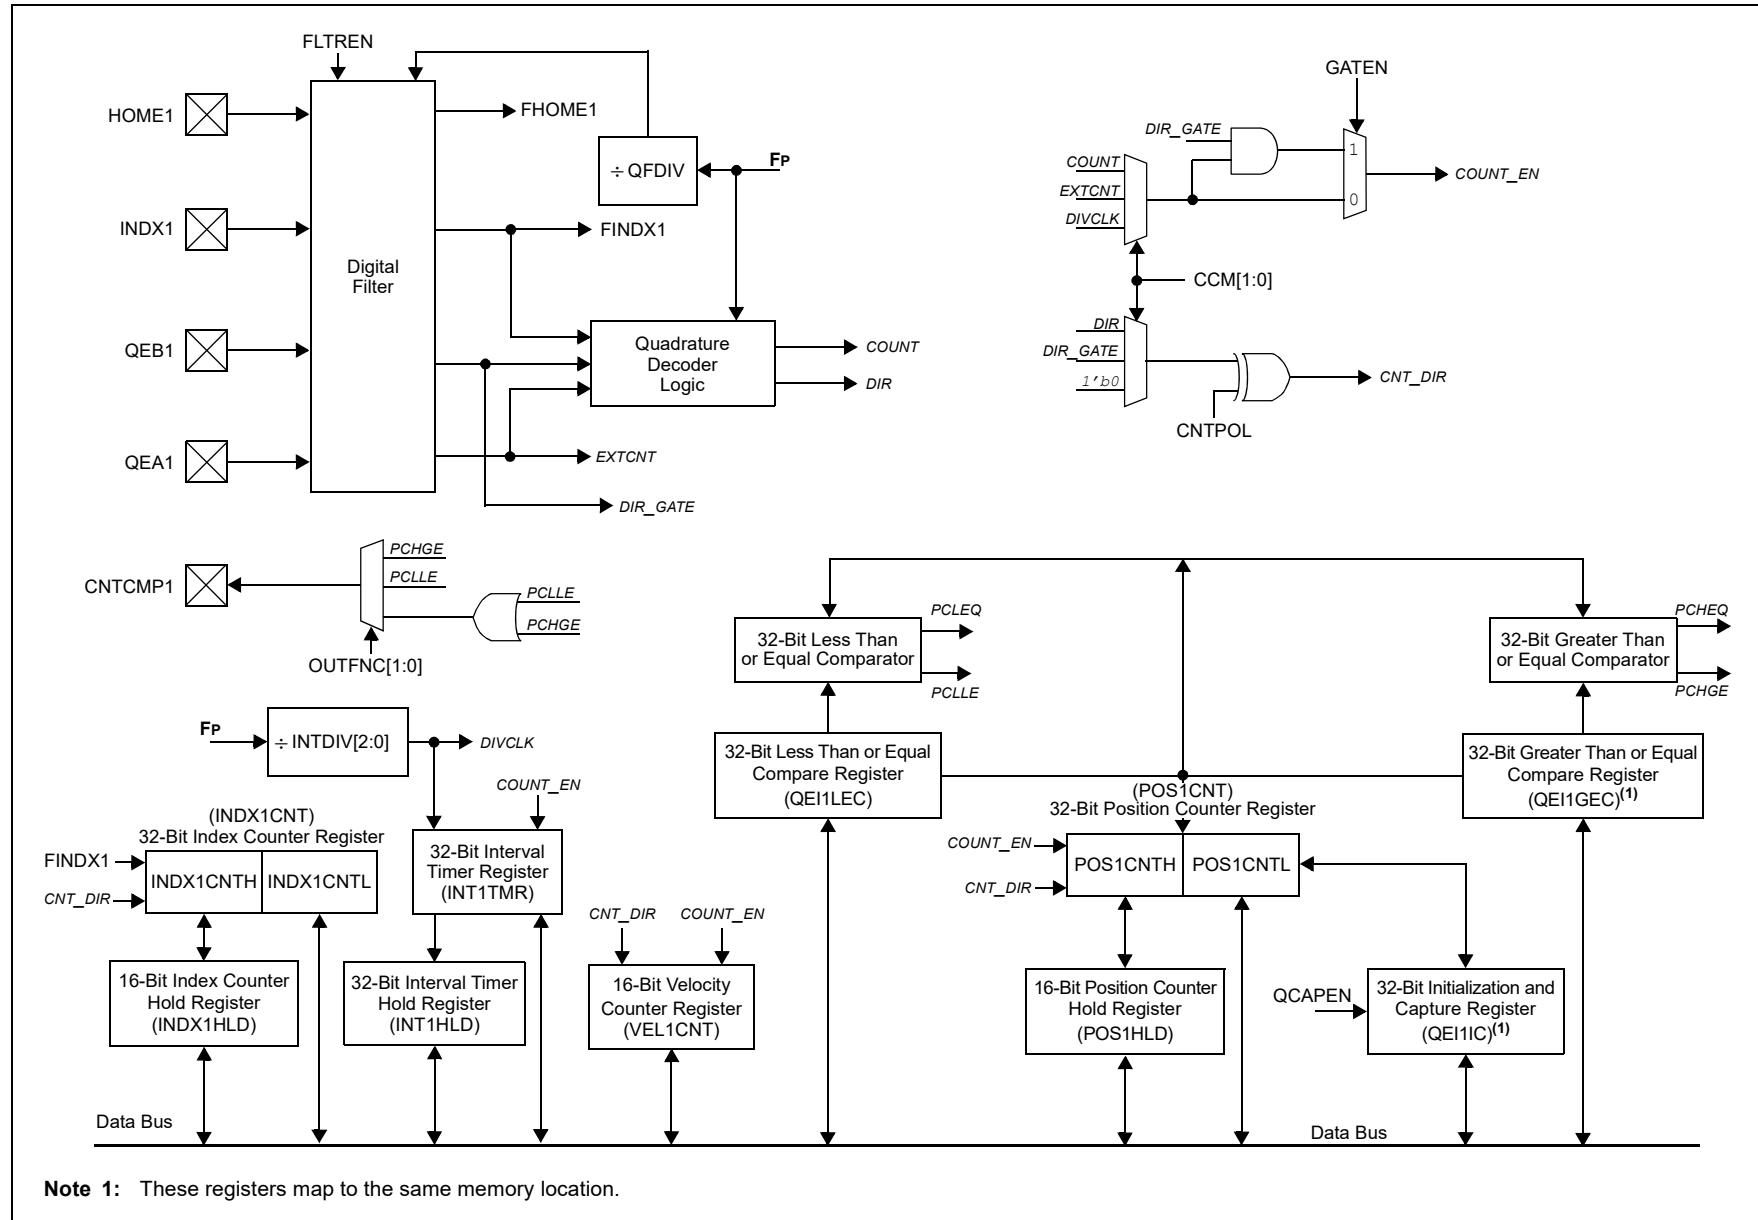 FLTREN
HOME1
FHOME1
÷ QFDIV
FP
INDX1
FINDX1
Digital
Filter
QEB1
Quadrature
Decoder
Logic
COUNT
DIR
QEA1
EXTCNT
DIR_GATE
GATEN
DIR_GATE
COUNT
EXTCNT
DIVCLK
1
0
COUNT_EN
CCM[1:0]
DIR
DIR_GATE
1'b0
CNT_DIR
CNTPOL
CNTCMP1
PCHGE
PCLLE
PCLLE
PCHGE
OUTFNC[1:0]
FP
÷ INTDIV[2:0]
DIVCLK
COUNT_EN
(INDX1CNT)
32-Bit Index Counter Register
FINDX1
CNT_DIR
INDX1CNTH
INDX1CNTL
32-Bit Interval
Timer Register
(INT1TMR)
16-Bit Index Counter
Hold Register
(INDX1HLD)
32-Bit Interval Timer
Hold Register
(INT1HLD)
CNT_DIR
COUNT_EN
16-Bit Velocity
Counter Register
(VEL1CNT)
32-Bit Less Than
or Equal Comparator
PCLEQ
PCLLE
32-Bit Greater Than
or Equal Comparator
PCHEQ
PCHGE
32-Bit Less Than or Equal
Compare Register
(QEI1LEC)
32-Bit Greater Than or Equal
Compare Register
(QEI1GEC)(1)
(POS1CNT)
32-Bit Position Counter Register
COUNT_EN
CNT_DIR
POS1CNTH
POS1CNTL
16-Bit Position Counter
Hold Register
(POS1HLD)
QCAPEN
32-Bit Initialization and
Capture Register
(QEI1IC)(1)
Data Bus
Data Bus
Note 1: These registers map to the same memory location.